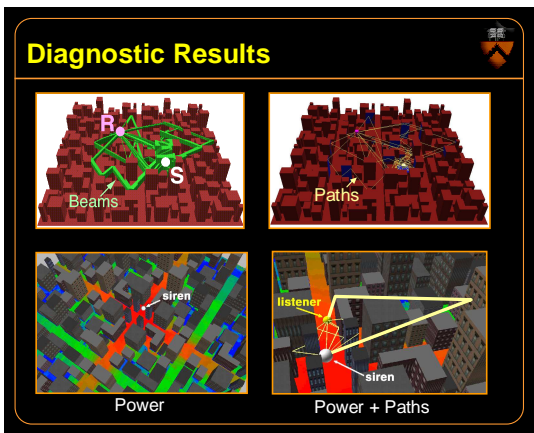 Diagnostic Results
R
S
Beams
Paths
siren
Power
listener
siren
Power + Paths